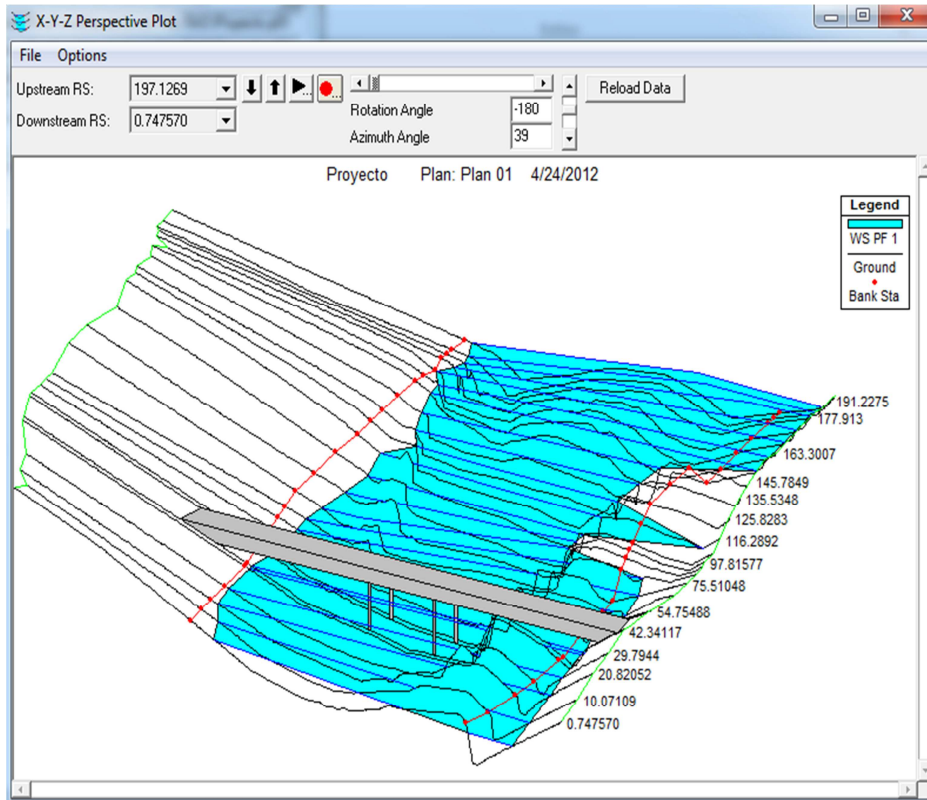 X-Y-Z Perspective Plot
File Options
Upstream RS: 197.1269 Reload Data
Rotation Angle -180
Downstream RS: 0.747570
Azimuth Angle 39
Proyecto Plan: Plan 01 4/24/2012
Legend
WS PF 1
Ground
Bank Sta
191.2275
177.913
163.3007
145.7849
135.5348
125.8283
116.2892
97.81577
75.51048
54.75488
42.34117
29.7944
20.82052
10.07109
0.747570